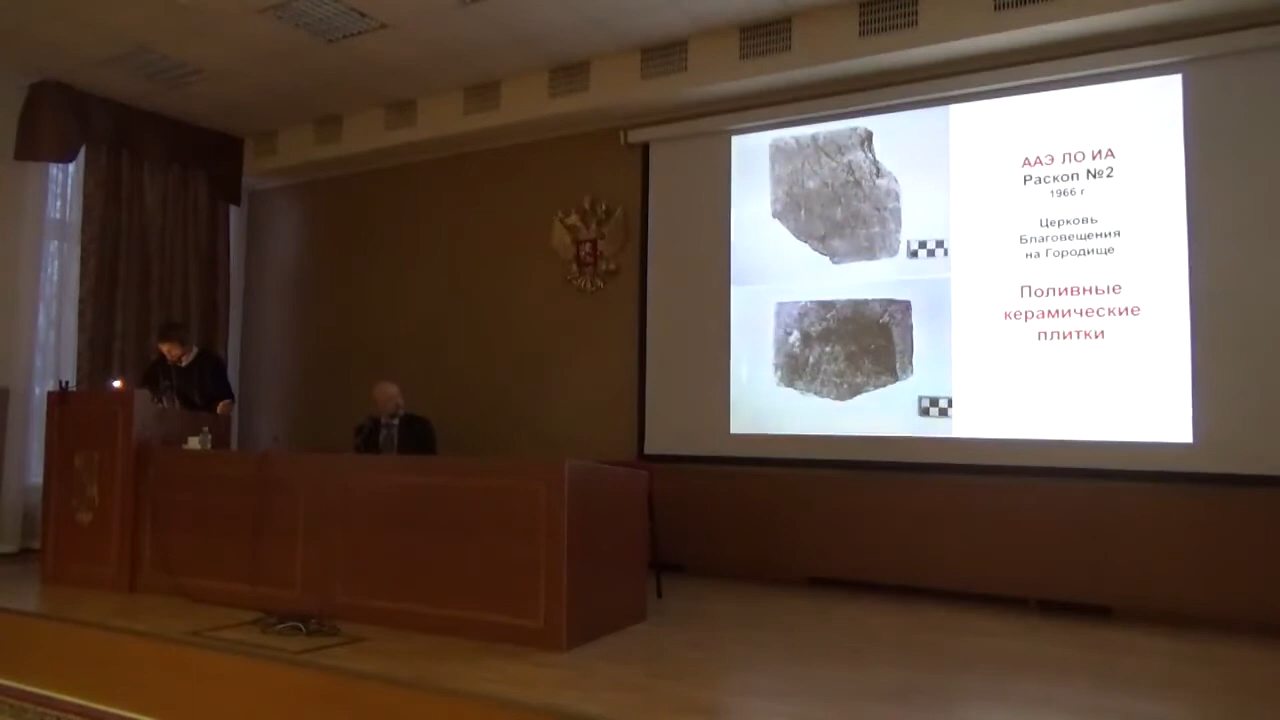 ААЭ ЛО ИА
Раскоп №2
1966 г
Церковь
Благовещения
на Городище
Поливные
керамические
плитки